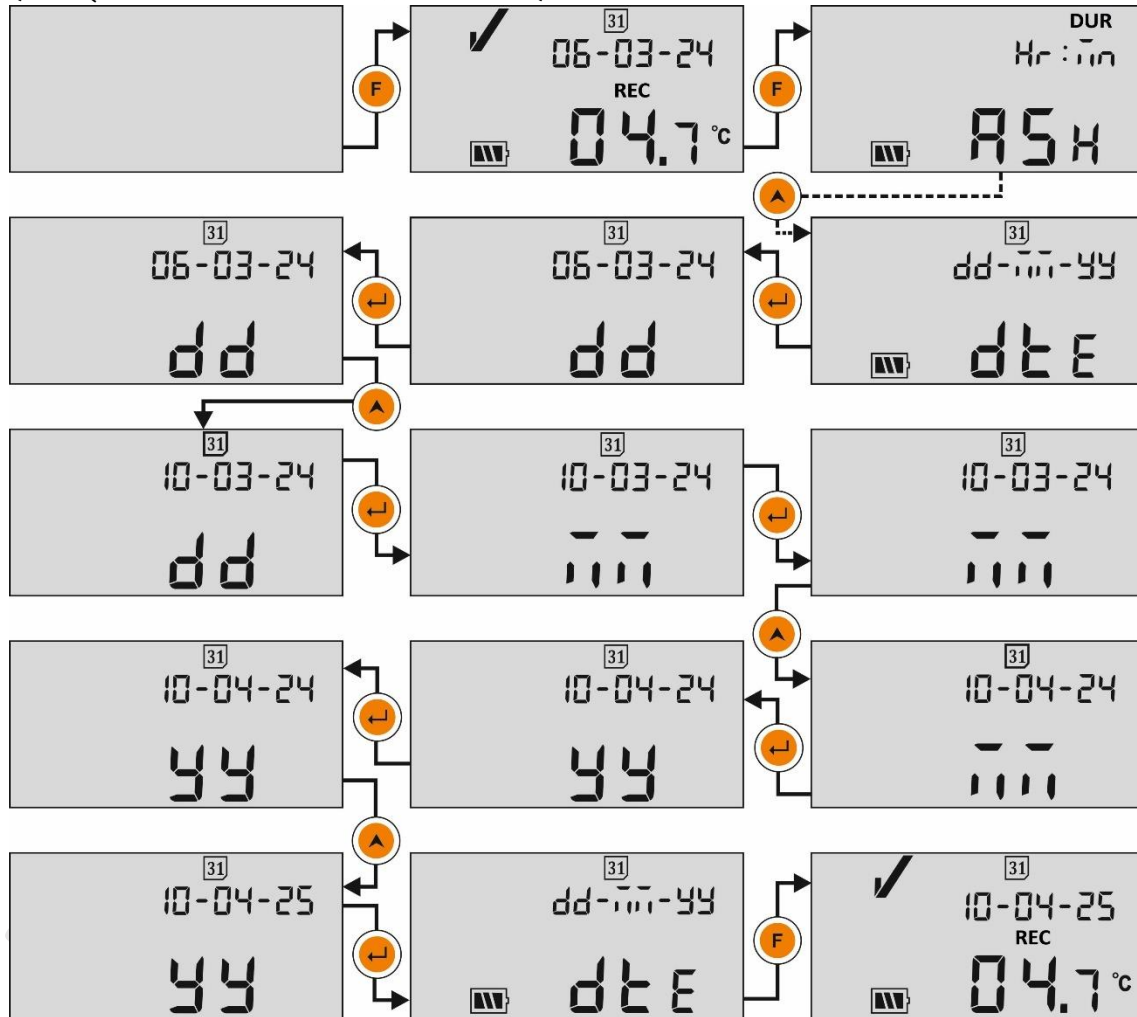 F
31
06-03-24
REC
04.7 °C
F
DUR
Hr:mn
ASH
31
06-03-24
dd
31
06-03-24
dd
31
dd-mm-yy
dtE
31
10-03-24
dd
31
10-03-24
mm
31
10-03-24
mm
31
10-04-24
yy
31
10-04-24
yy
31
10-04-24
mm
31
10-04-25
yy
31
dd-mm-yy
dtE
F
31
10-04-25
REC
04.7 °C